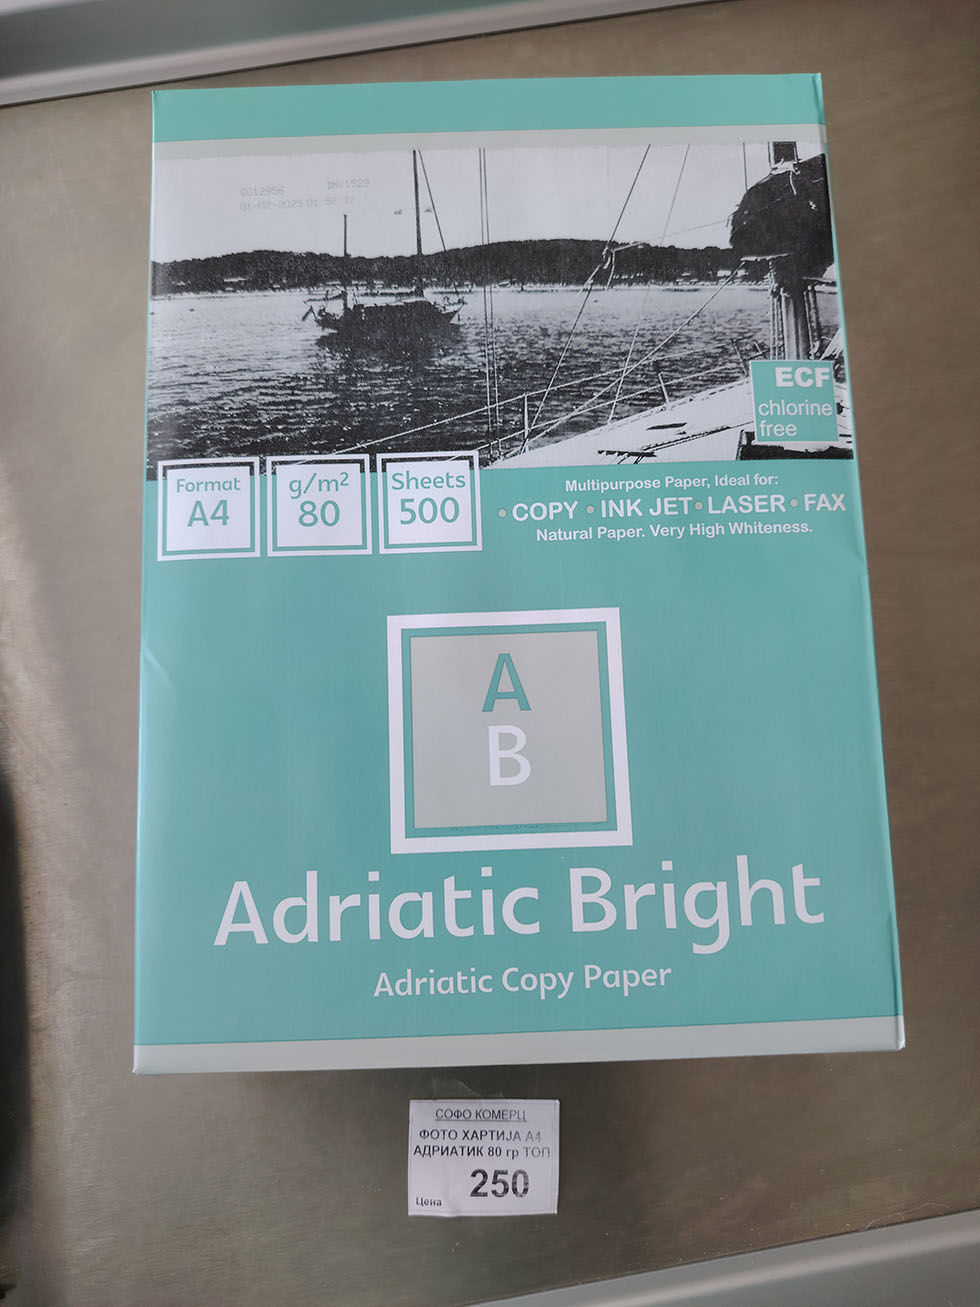 0012956 DN/1529
01-02-2025 01:52:37
ECF
chlorine
free
Format
A4
g/m²
80
Sheets
500
Multipurpose Paper, Ideal for:
• COPY • INK JET • LASER • FAX
Natural Paper. Very High Whiteness.
A
B
Adriatic Bright
Adriatic Copy Paper
СОФО КОМЕРЦ
ФОТО ХАРТИЈА А4
АДРИАТИК 80 гр ТОП
Цена 250